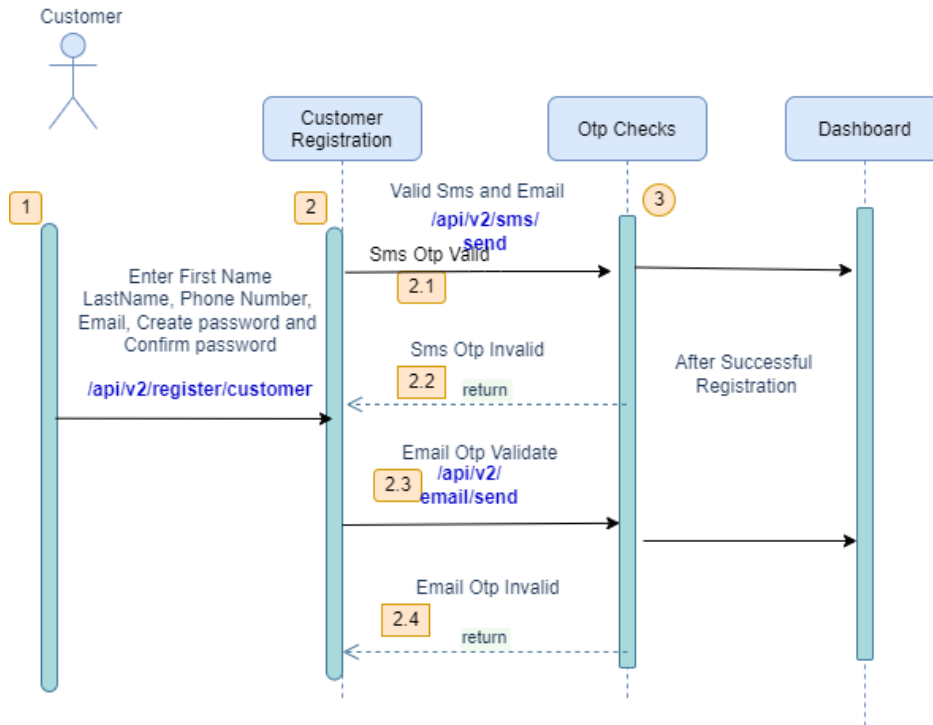 Customer
Customer
Registration
Otp Checks
Dashboard
1
2
Valid Sms and Email
/api/v2/sms/
send
3
Sms Otp Valid
2.1
Enter First Name
LastName, Phone Number,
Email, Create password and
Confirm password
/api/v2/register/customer
Sms Otp Invalid
2.2
return
After Successful
Registration
Email Otp Validate
2.3
/api/v2/
email/send
Email Otp Invalid
2.4
return